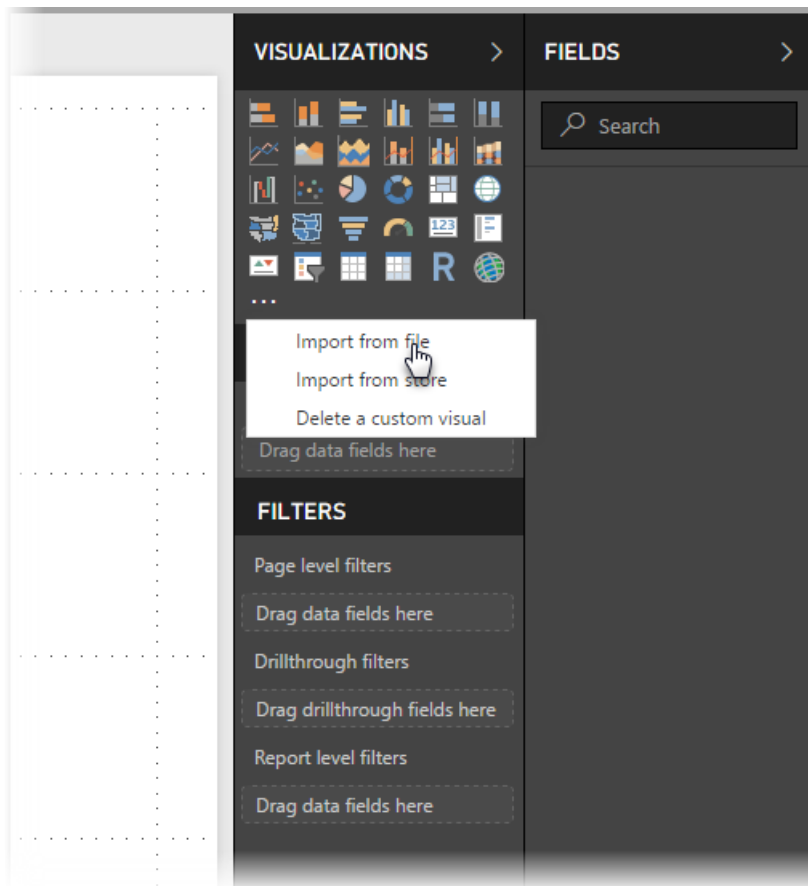 VISUALIZATIONS
FIELDS
Search
123
R
...
Import from file
Import from store
Delete a custom visual
Drag data fields here
FILTERS
Page level filters
Drag data fields here
Drillthrough filters
Drag drillthrough fields here
Report level filters
Drag data fields here